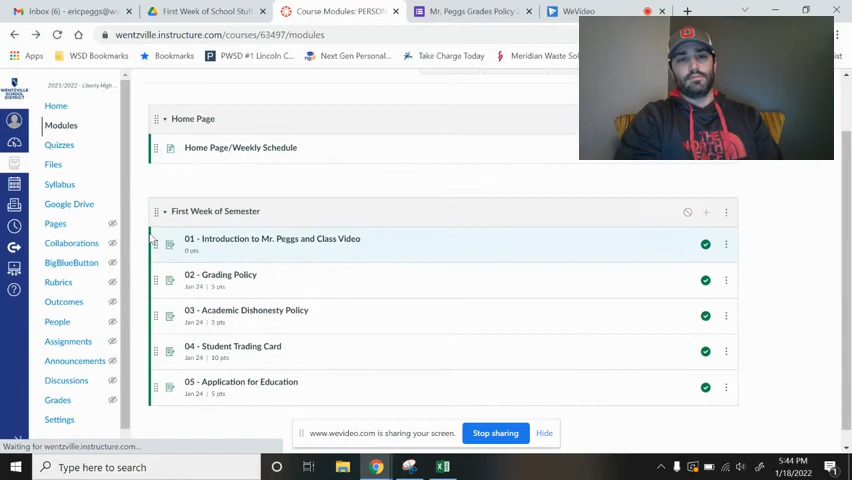 Inbox (6) - ericpeggs@ws
First Week of School Stuff
Course Modules: PERSON
Mr. Peggs Grades Policy
WeVideo
wentzville.instructure.com/courses/63497/modules
Apps
WSD Bookmarks
Bookmarks
PWSD #1 Lincoln C...
Next Gen Personal...
Take Charge Today
Meridian Waste Sol
2021/2022 - Liberty High ...
WENTZVILLE
SCHOOL
DISTRICT
Home
Modules
Quizzes
Files
Syllabus
Google Drive
Pages
Collaborations
BigBlueButton
Rubrics
Outcomes
People
Assignments
Announcements
Discussions
Grades
Settings
Home Page
Home Page/Weekly Schedule
First Week of Semester
01 - Introduction to Mr. Peggs and Class Video
0 pts
02 - Grading Policy
Jan 24 | 5 pts
03 - Academic Dishonesty Policy
Jan 24 | 5 pts
04 - Student Trading Card
Jan 24 | 10 pts
05 - Application for Education
Jan 24 | 5 pts
THE
NORTH
FACE
Waiting for wentzville.instructure.com...
www.wevideo.com is sharing your screen.
Stop sharing
Hide
Type here to search
5:44 PM
1/18/2022